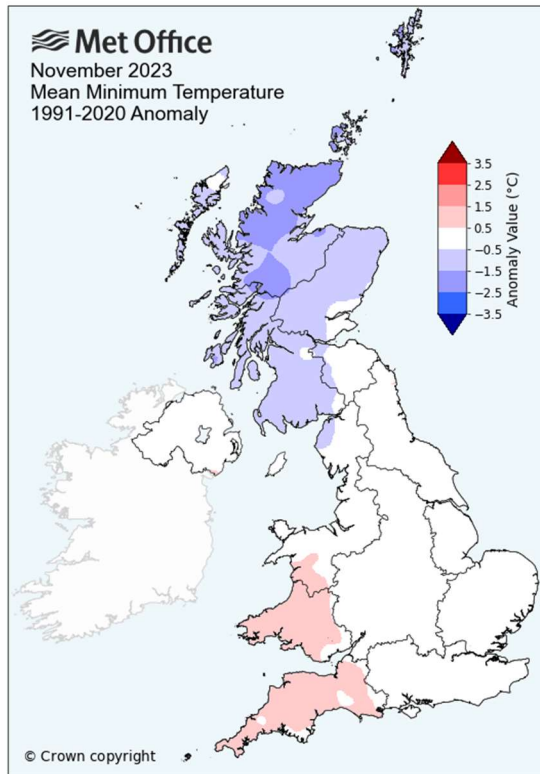 Met Office
November 2023
Mean Minimum Temperature
1991-2020 Anomaly
3.5
2.5
1.5
0.5
−0.5
−1.5
−2.5
−3.5
Anomaly Value (°C)
© Crown copyright